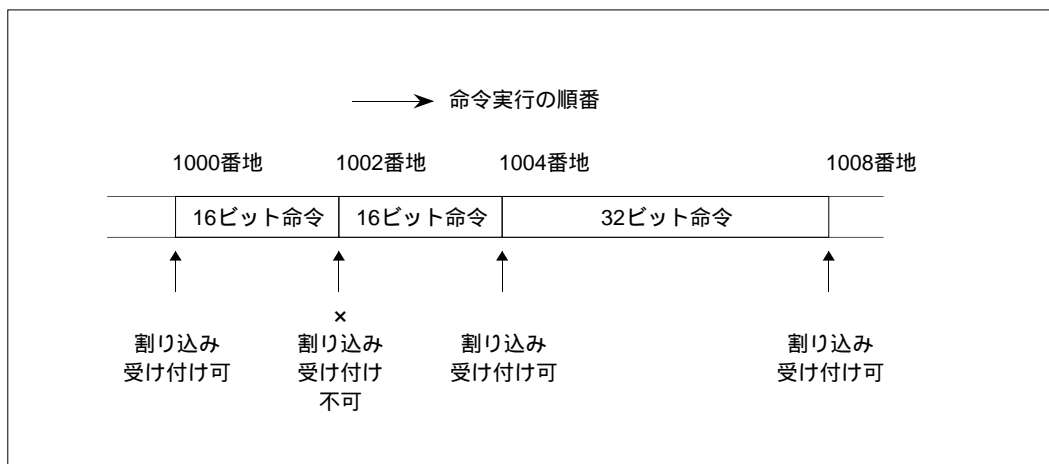 命令実行の順番
1000番地 1002番地 1004番地 1008番地
16ビット命令 16ビット命令 32ビット命令
×
割り込み 割り込み 割り込み 割り込み
受け付け可 受け付け 受け付け可 受け付け可
不可